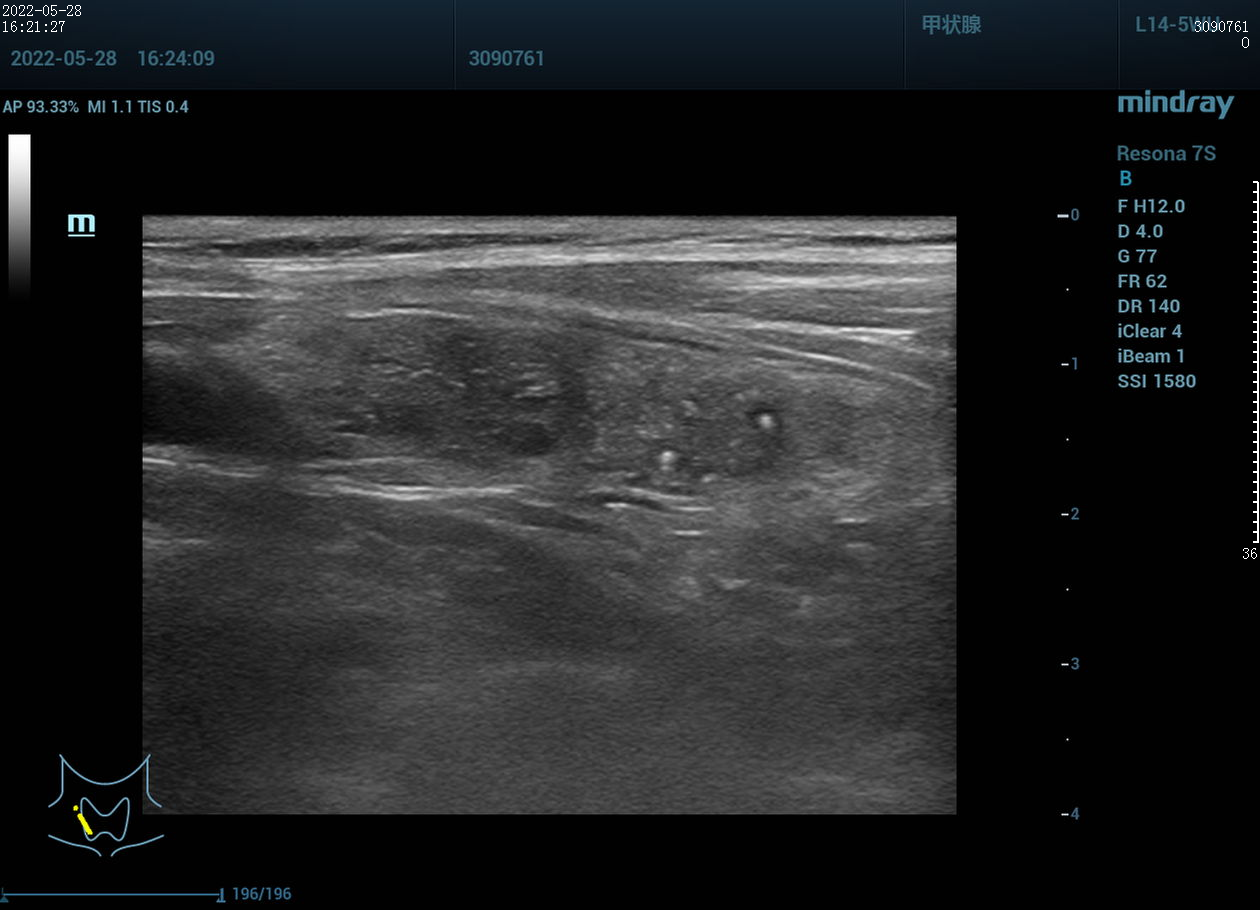 2022-05-28
16:21:27
2022-05-28 16:24:09
3090761
甲状腺
3090761
0
AP 93.33% MI 1.1 TIS 0.4
mindray
Resona 7S
B
F H12.0
D 4.0
G 77
FR 62
DR 140
iClear 4
iBeam 1
SSI 1580
m
0
1
2
3
4
36
196/196